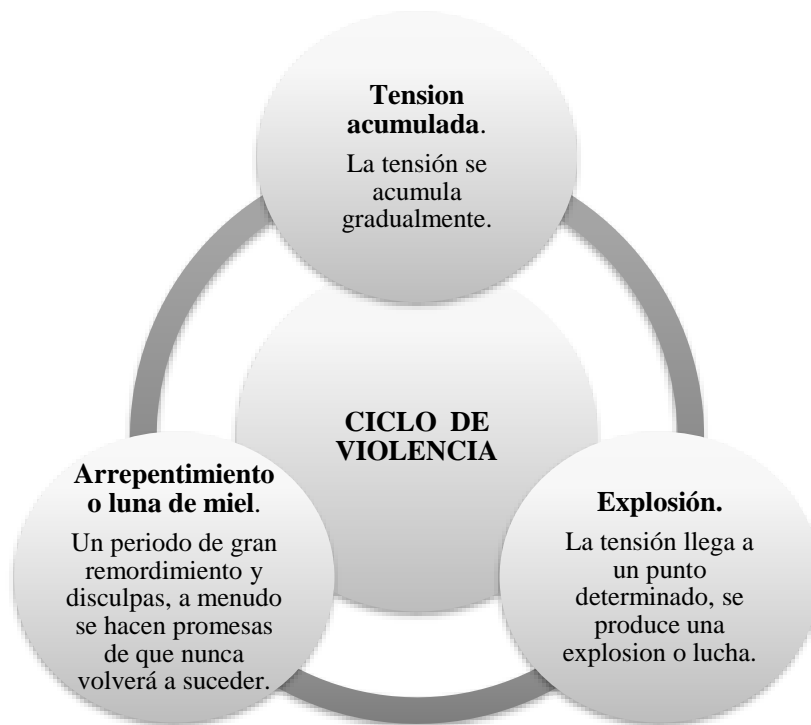 Tension
acumulada.
La tensión se
acumula
gradualmente.
CICLO DE
VIOLENCIA
Explosión.
La tensión llega a
un punto
determinado, se
produce una
explosion o lucha.
Arrepentimiento
o luna de miel.
Un periodo de gran
remordimiento y
disculpas, a menudo
se hacen promesas
de que nunca
volverá a suceder.